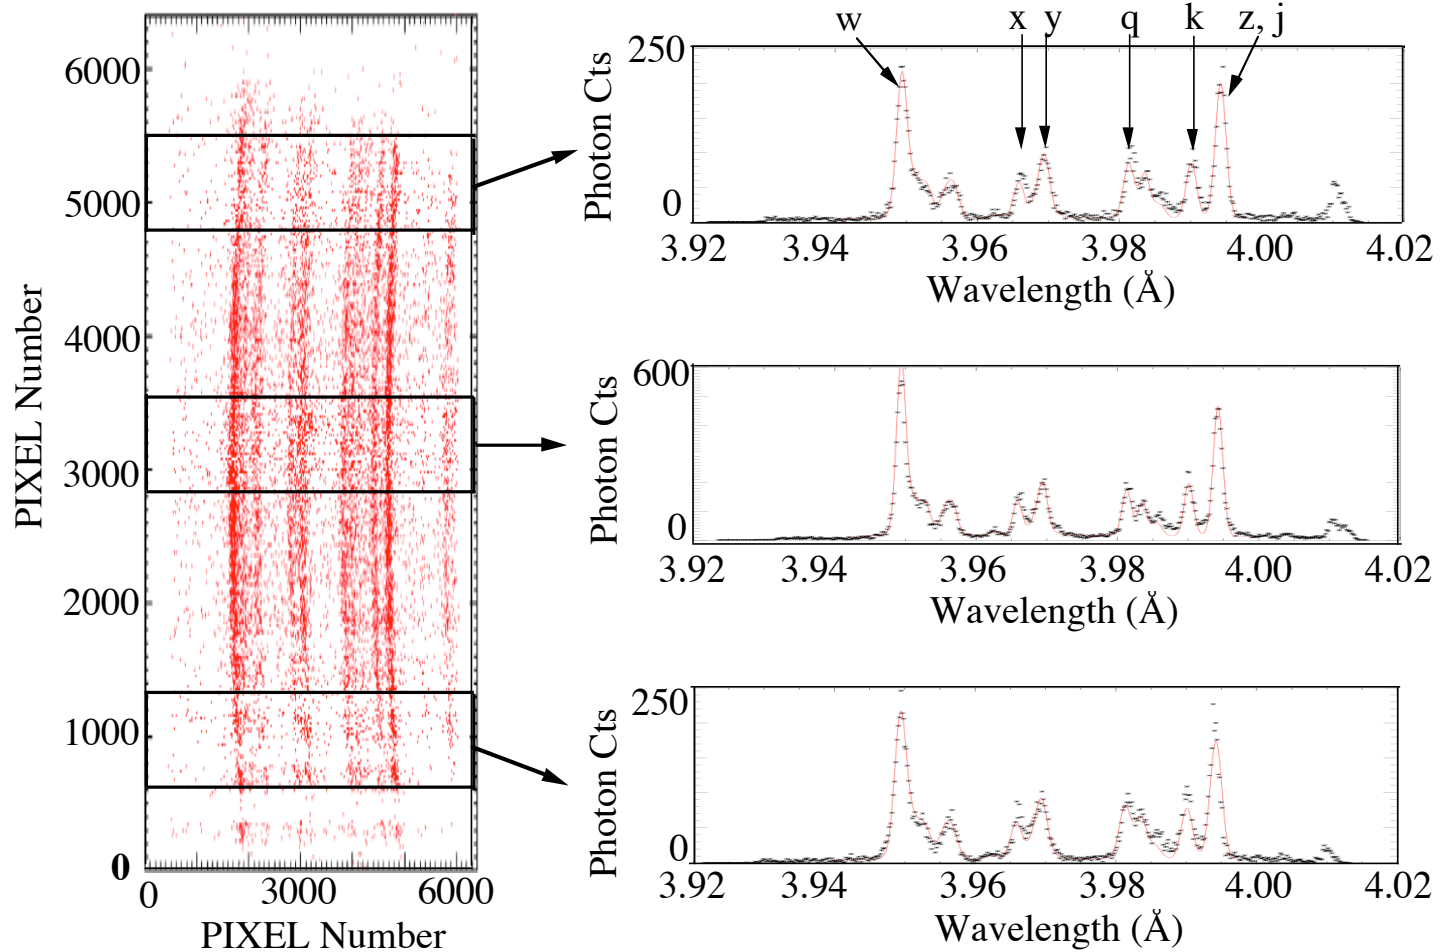 6000
5000
4000
3000
2000
1000
0
PIXEL Number
0 3000 6000
PIXEL Number
w x y q k z, j
250
0
Photon Cts
3.92 3.94 3.96 3.98 4.00 4.02
Wavelength (Å)
600
0
Photon Cts
3.92 3.94 3.96 3.98 4.00 4.02
Wavelength (Å)
250
0
Photon Cts
3.92 3.94 3.96 3.98 4.00 4.02
Wavelength (Å)